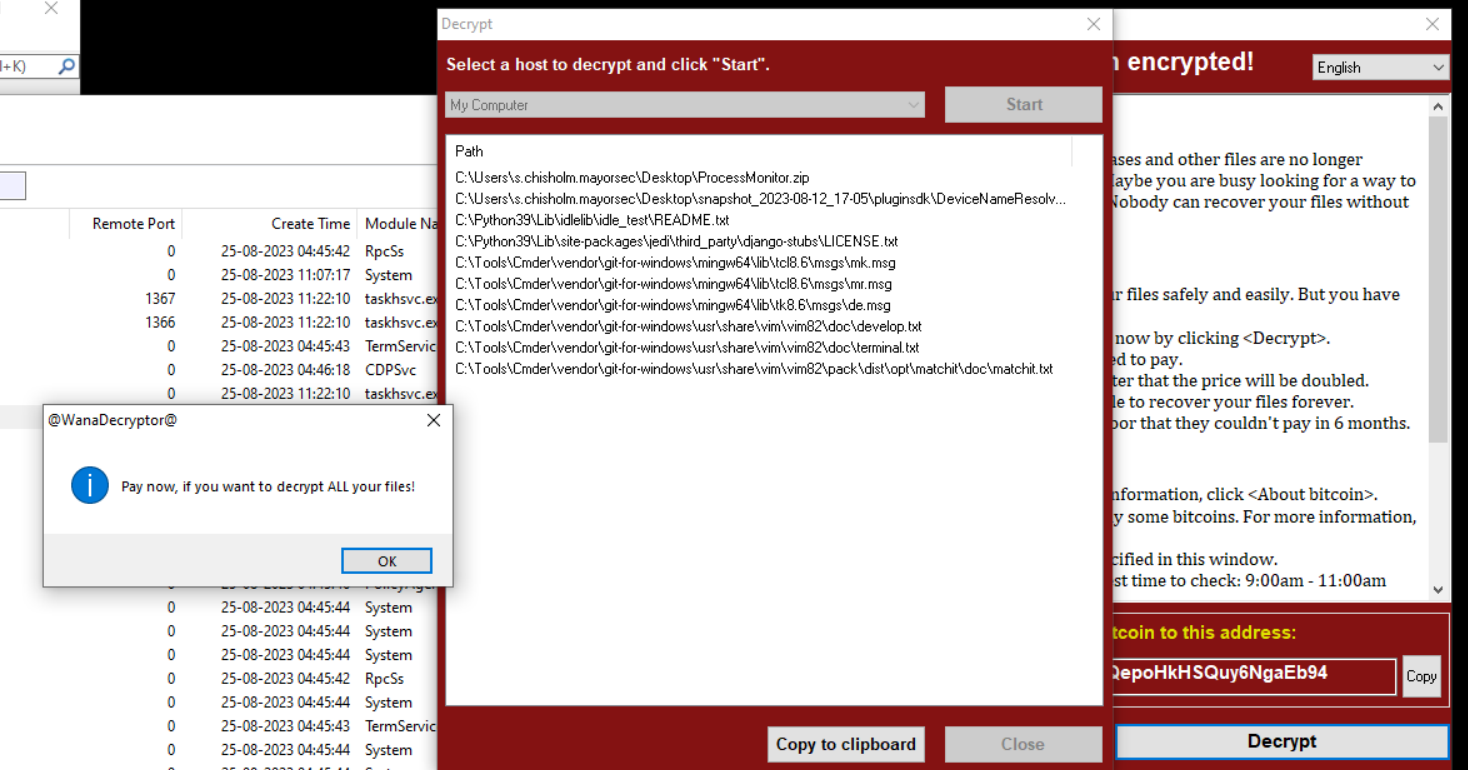 l+K)
Remote Port Create Time Module Na
0 25-08-2023 04:45:42 RpcSs
0 25-08-2023 11:07:17 System
1367 25-08-2023 11:22:10 taskhsvc.ex
1366 25-08-2023 11:22:10 taskhsvc.ex
0 25-08-2023 04:45:43 TermServic
0 25-08-2023 04:46:18 CDPSvc
0 25-08-2023 11:22:10 taskhsvc.ex
@WanaDecryptor@
Pay now, if you want to decrypt ALL your files!
OK
0 25-08-2023 04:45:44 System
0 25-08-2023 04:45:44 System
0 25-08-2023 04:45:44 System
0 25-08-2023 04:45:42 RpcSs
0 25-08-2023 04:45:44 System
0 25-08-2023 04:45:43 TermServic
0 25-08-2023 04:45:44 System
Decrypt
Select a host to decrypt and click "Start".
My Computer
Start
Path
C:\Users\s.chisholm.mayorsec\Desktop\ProcessMonitor.zip
C:\Users\s.chisholm.mayorsec\Desktop\snapshot_2023-08-12_17-05\pluginsdk\DeviceNameResolv...
C:\Python39\Lib\idlelib\idle_test\README.txt
C:\Python39\Lib\site-packages\jedi\third_party\django-stubs\LICENSE.txt
C:\Tools\Cmder\vendor\git-for-windows\mingw64\lib\tcl8.6\msgs\mk.msg
C:\Tools\Cmder\vendor\git-for-windows\mingw64\lib\tcl8.6\msgs\mr.msg
C:\Tools\Cmder\vendor\git-for-windows\mingw64\lib\tk8.6\msgs\de.msg
C:\Tools\Cmder\vendor\git-for-windows\usr\share\vim\vim82\doc\develop.txt
C:\Tools\Cmder\vendor\git-for-windows\usr\share\vim\vim82\doc\terminal.txt
C:\Tools\Cmder\vendor\git-for-windows\usr\share\vim\vim82\pack\dist\opt\matchit\doc\matchit.txt
Copy to clipboard
Close
encrypted!
English
ases and other files are no longer
aybe you are busy looking for a way to
Nobody can recover your files without
r files safely and easily. But you have
now by clicking <Decrypt>.
ed to pay.
ter that the price will be doubled.
le to recover your files forever.
oor that they couldn't pay in 6 months.
nformation, click <About bitcoin>.
y some bitcoins. For more information,
cified in this window.
st time to check: 9:00am - 11:00am
tcoin to this address:
QepoHkHSQuy6NgaEb94
Copy
Decrypt